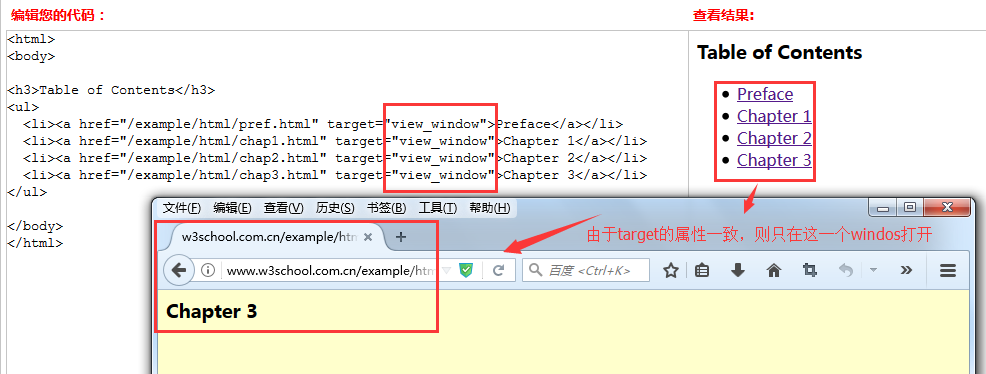 编辑您的代码：
查看结果:
<html>
<body>
<h3>Table of Contents</h3>
<ul>
<li><a href="/example/html/pref.html" target="view_window">Preface</a></li>
<li><a href="/example/html/chap1.html" target="view_window">Chapter 1</a></li>
<li><a href="/example/html/chap2.html" target="view_window">Chapter 2</a></li>
<li><a href="/example/html/chap3.html" target="view_window">Chapter 3</a></li>
</ul>
</body>
</html>
Table of Contents
Preface
Chapter 1
Chapter 2
Chapter 3
文件(F) 编辑(E) 查看(V) 历史(S) 书签(B) 工具(T) 帮助(H)
w3school.com.cn/example/htm
由于target的属性一致，则只在这一个windos打开
www.w3school.com.cn/example/htm
百度 <Ctrl+K>
Chapter 3